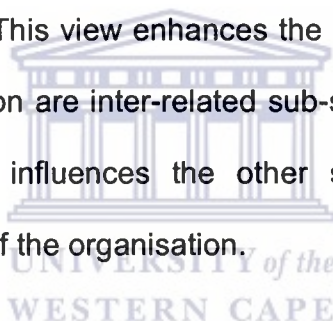 This view enhances the
on are inter-related sub-s
influences the other s
of the organisation.
UNIVERSITY of the
WESTERN CAPE